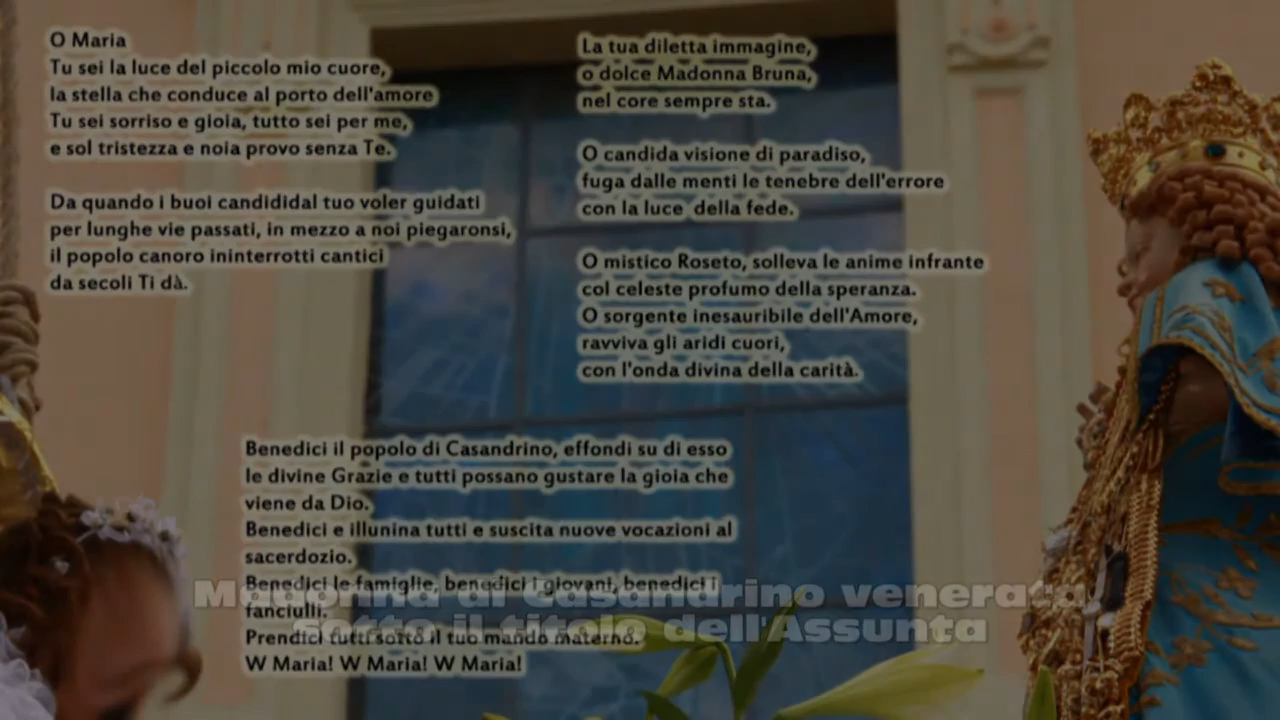 O Maria
Tu sei la luce del piccolo mio cuore,
la stella che conduce al porto dell'amore
Tu sei sorriso e gioia, tutto sei per me,
e sol tristezza e noia provo senza Te.
Da quando i buoi candididal tuo voler guidati
per lunghe vie passati, in mezzo a noi piegaronsi,
il popolo canoro ininterrotti cantici
da secoli Ti dà.
La tua diletta immagine,
o dolce Madonna Bruna,
nel core sempre sta.
O candida visione di paradiso,
fuga dalle menti le tenebre dell'errore
con la luce della fede.
O mistico Roseto, solleva le anime infrante
col celeste profumo della speranza.
O sorgente inesauribile dell'Amore,
ravviva gli aridi cuori,
con l'onda divina della carità.
Benedici il popolo di Casandrino, effondi su di esso
le divine Grazie e tutti possano gustare la gioia che
viene da Dio.
Benedici e illunina tutti e suscita nuove vocazioni al
sacerdozio.
Benedici le famiglie, benedici i giovani, benedici i
fanciulli.
Prendici tutti sotto il tuo mando materno.
W Maria! W Maria! W Maria!
Madonna di Casandrino venerata
sotto il titolo dell'Assunta